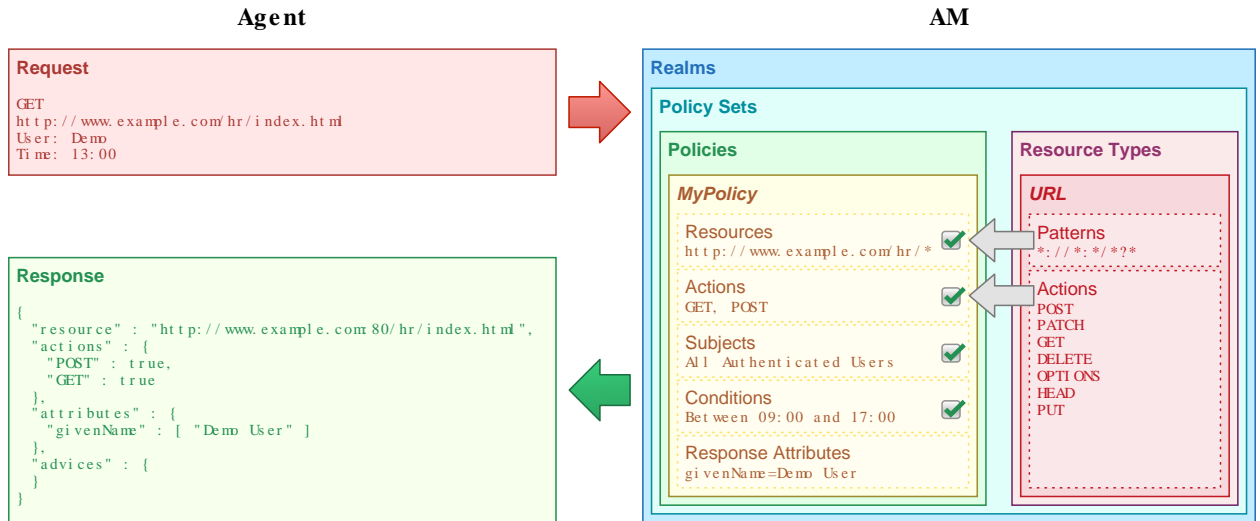 Agent
AM
Request
GET
http://www.example.com/hr/index.html
User: Demo
Time: 13:00
Response
{
"resource" : "http://www.example.com:80/hr/index.html",
"actions" : {
"POST" : true,
"GET" : true
},
"attributes" : {
"givenName" : [ "Demo User" ]
},
"advices" : {
}
}
Realms
Policy Sets
Policies
MyPolicy
Resources
http://www.example.com/hr/*
Actions
GET, POST
Subjects
All Authenticated Users
Conditions
Between 09:00 and 17:00
Response Attributes
givenName=Demo User
Resource Types
URL
Patterns
*://*:*/*?*
Actions
POST
PATCH
GET
DELETE
OPTIONS
HEAD
PUT